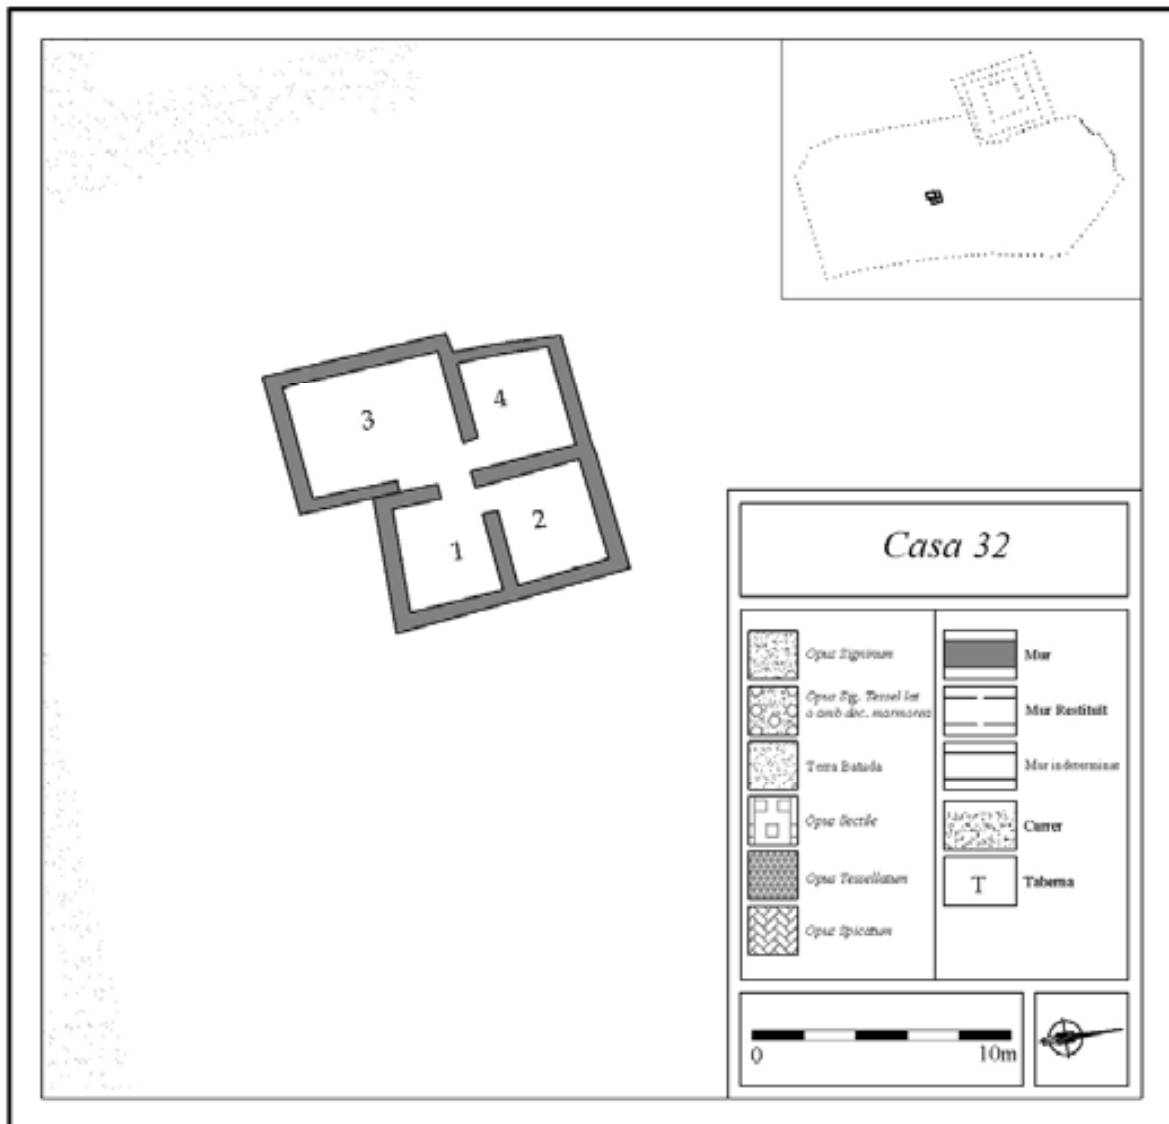 3
4
1
2
Casa 32
Opus Signinum
Opus Sig. Tessel lat
o amb dec. marmorea
Terra Batuda
Opus Sectile
Opus Tessellatum
Opus Spicatum
Mur
Mur Restituït
Mur indeterminat
Carrer
T
Taberna
0
10m